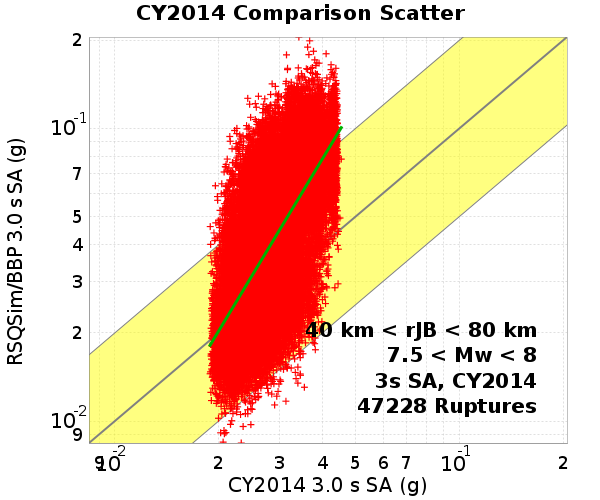 CY2014 Comparison Scatter
RSQSim/BBP 3.0 s SA (g)
2
10-1
7
5
4
3
2
10-2
9
40 km < rJB < 80 km
7.5 < Mw < 8
3s SA, CY2014
47228 Ruptures
9 10-2 2 3 4 5 6 7 10-1 2
CY2014 3.0 s SA (g)